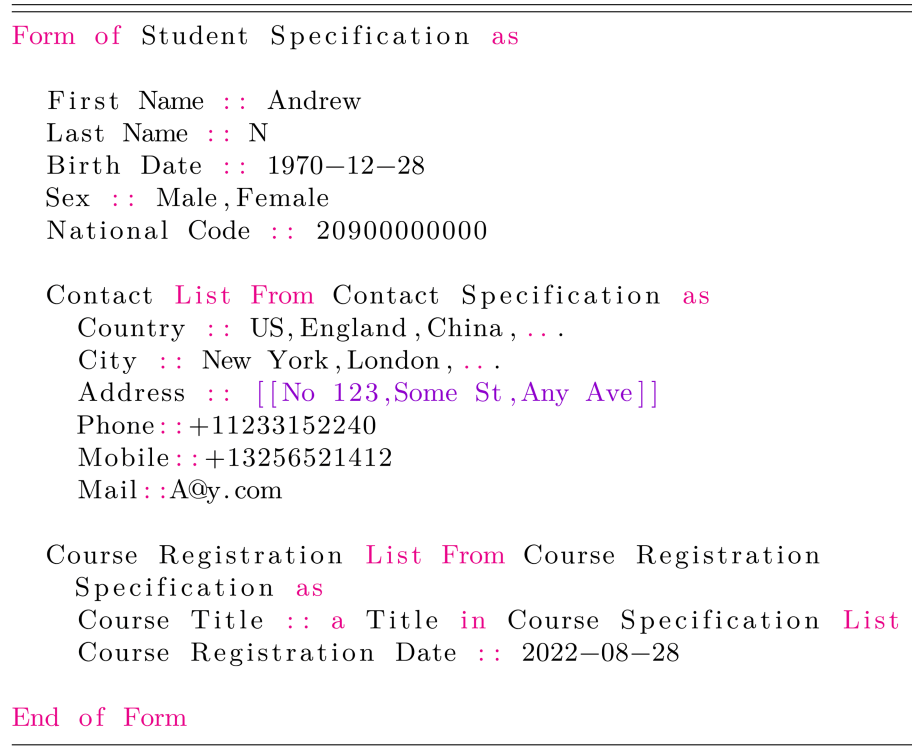 Form of Student Specification as
First Name :: Andrew
Last Name :: N
Birth Date :: 1970−12−28
Sex :: Male,Female
National Code :: 20900000000
Contact List From Contact Specification as
Country :: US,England,China,...
City :: New York,London,...
Address :: [[No 123,Some St,Any Ave]]
Phone::+11233152240
Mobile::+13256521412
Mail::A@y.com
Course Registration List From Course Registration
Specification as
Course Title :: a Title in Course Specification List
Course Registration Date :: 2022−08−28
End of Form